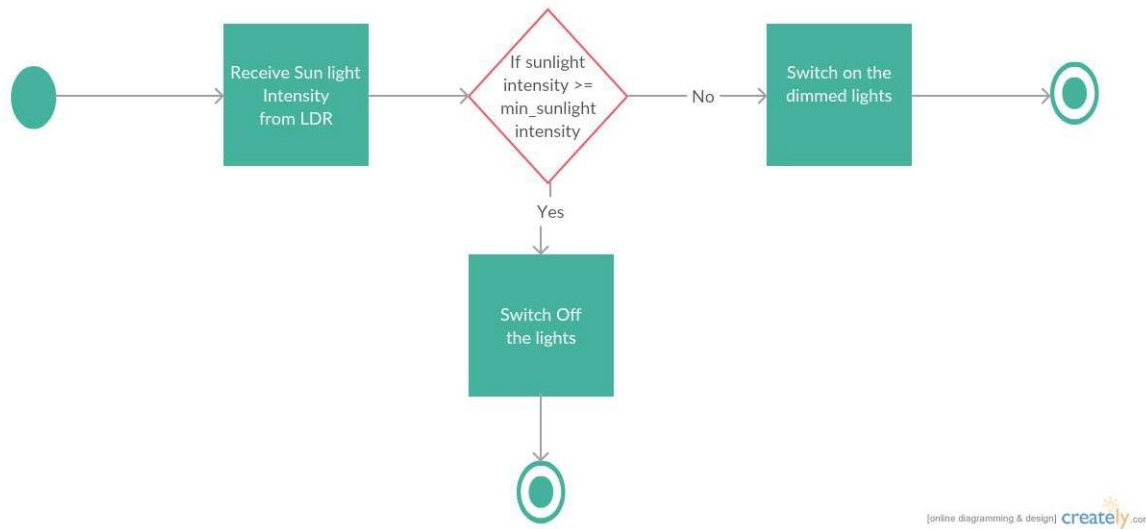 Receive Sun light
Intensity
from LDR
If sunlight
intensity >=
min_sunlight
intensity
No
Switch on the
dimmed lights
Yes
Switch Off
the lights
[online diagramming & design] creately.com